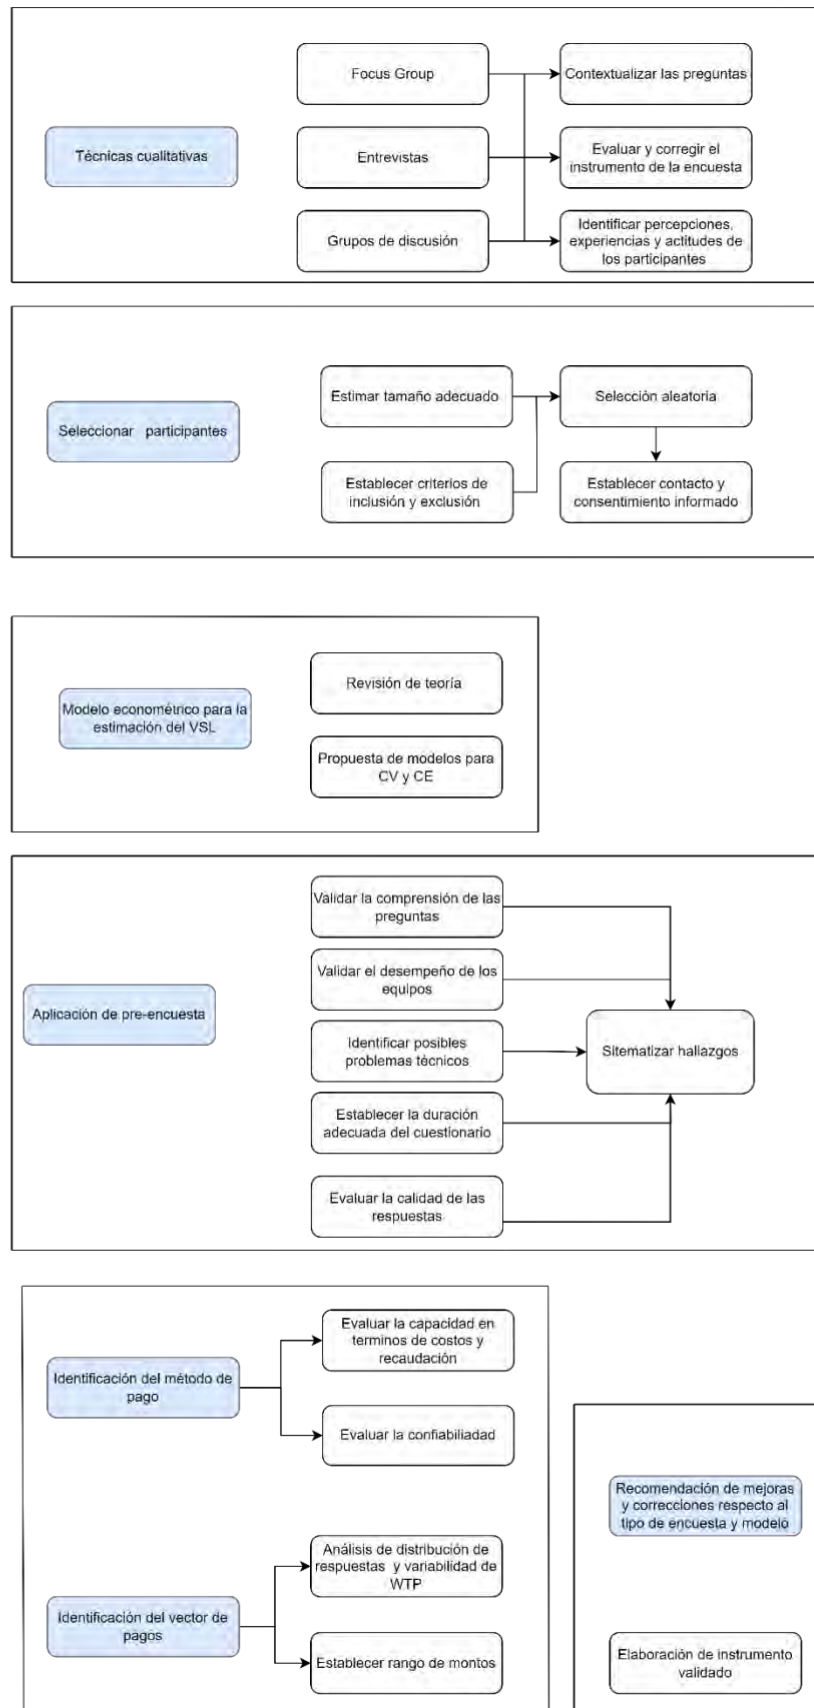 Focus Group
Contextualizar las preguntas
Técnicas cualitativas
Entrevistas
Evaluar y corregir el
instrumento de la encuesta
Grupos de discusión
Identificar percepciones,
experiencias y actitudes de
los participantes
Seleccionar participantes
Estimar tamaño adecuado
Selección aleatoria
Establecer criterios de
inclusión y exclusión
Establecer contacto y
consentimiento informado
Modelo econométrico para la
estimación del VSL
Revisión de teoría
Propuesta de modelos para
CV y CE
Aplicación de pre-encuesta
Validar la comprensión de las
preguntas
Validar el desempeño de los
equipos
Identificar posibles
problemas técnicos
Establecer la duración
adecuada del cuestionario
Evaluar la calidad de las
respuestas
Sitematizar hallazgos
Identificación del método de
pago
Evaluar la capacidad en
terminos de costos y
recaudación
Evaluar la confiabiliadad
Identificación del vector de
pagos
Análisis de distribución de
respuestas y variabilidad de
WTP
Establecer rango de montos
Recomendación de mejoras
y correcciones respecto al
tipo de encuesta y modelo
Elaboración de instrumento
validado